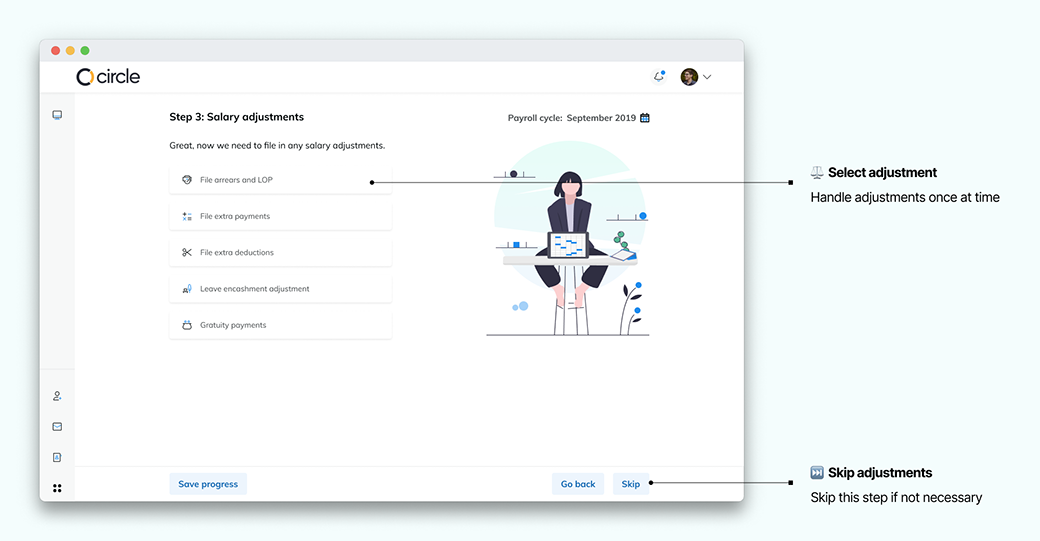 circle
Step 3: Salary adjustments
Payroll cycle: September 2019
Great, now we need to file in any salary adjustments.
File arrears and LOP
File extra payments
File extra deductions
Leave encashment adjustment
Gratuity payments
Save progress
Go back
Skip
Select adjustment
Handle adjustments once at time
Skip adjustments
Skip this step if not necessary